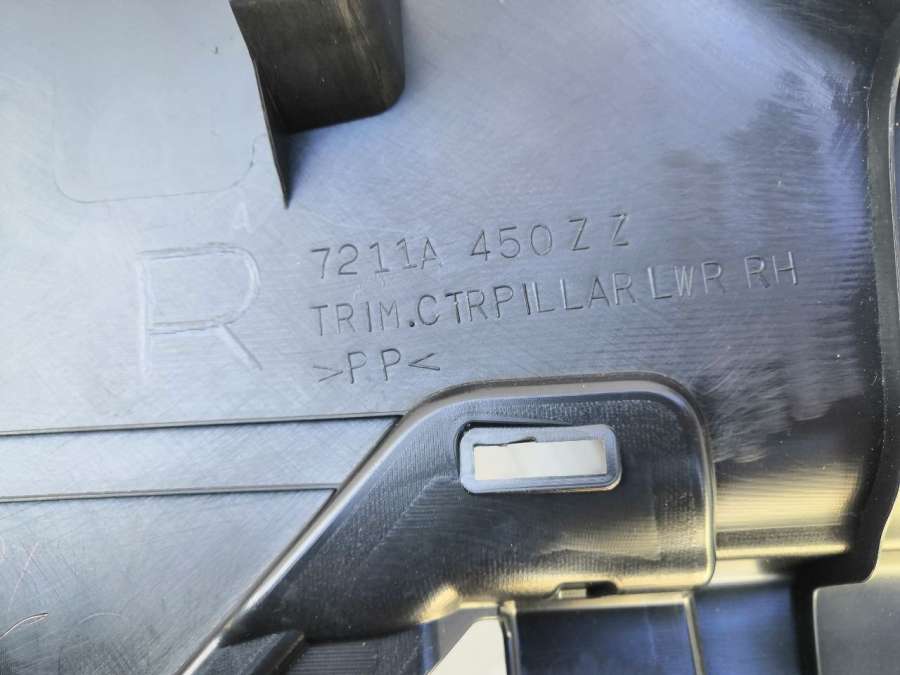 A
R
7211A 450ZZ
TRIM.CTRPILLAR LWR RH
>PP<